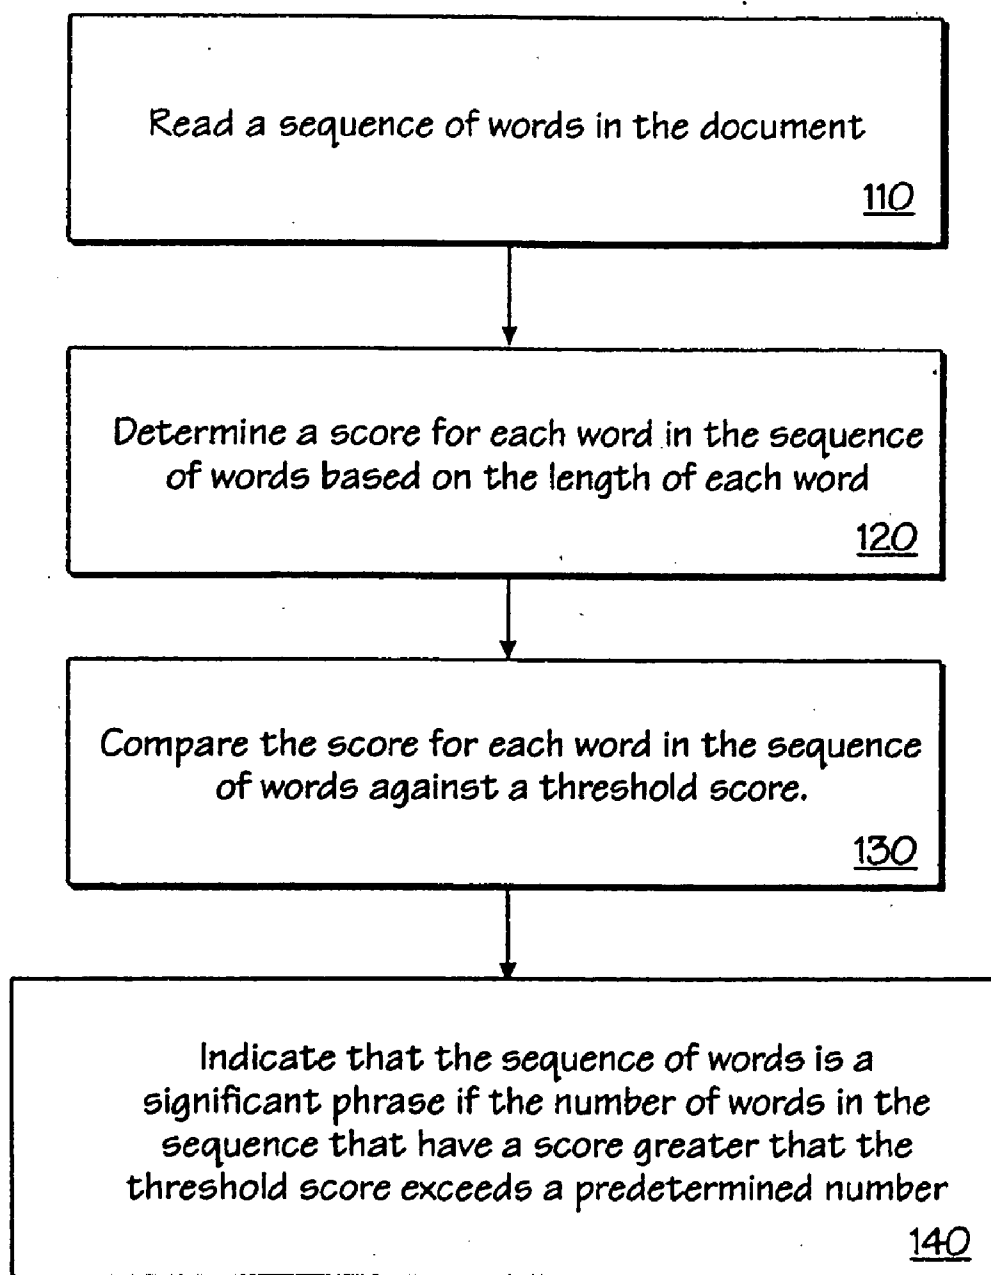 Read a sequence of words in the document
110
Determine a score for each word in the sequence
of words based on the length of each word
120
Compare the score for each word in the sequence
of words against a threshold score.
130
Indicate that the sequence of words is a
significant phrase if the number of words in the
sequence that have a score greater that the
threshold score exceeds a predetermined number
140